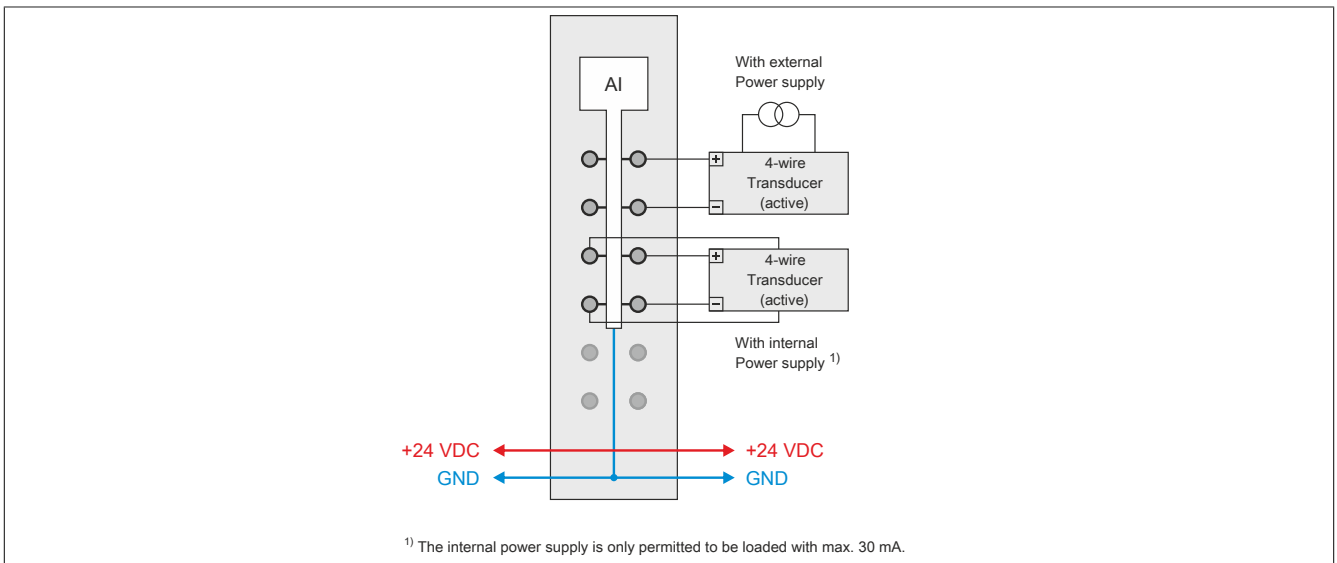 With external
Power supply
AI
+
4-wire
Transducer
(active)
−
+
4-wire
Transducer
(active)
−
With internal
Power supply 1)
+24 VDC
+24 VDC
GND
GND
1) The internal power supply is only permitted to be loaded with max. 30 mA.